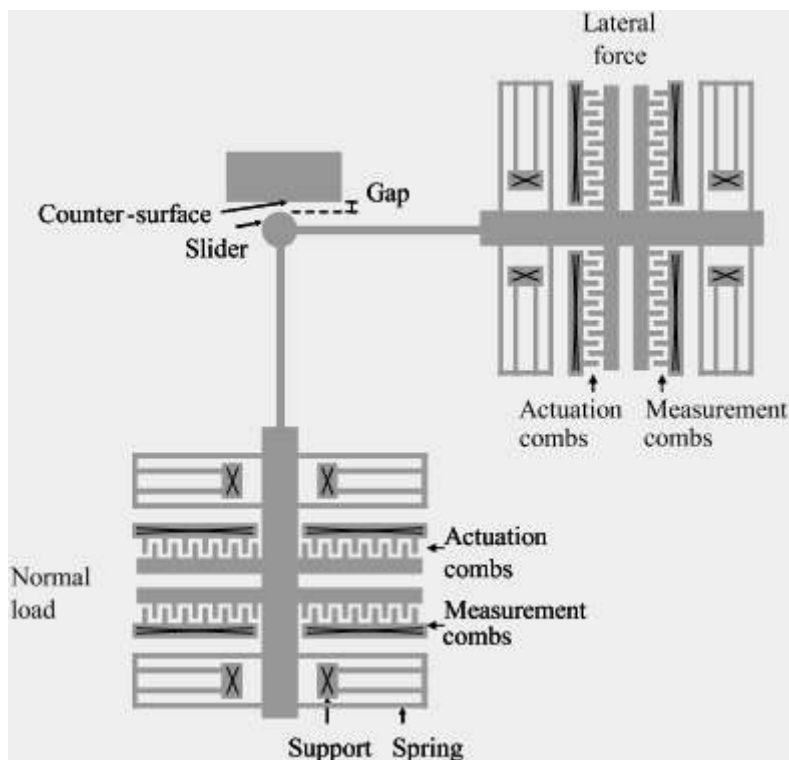 Lateral
force
Gap
Counter-surface
Slider
Actuation
combs
Measurement
combs
Actuation
combs
Normal
load
Measurement
combs
Support
Spring